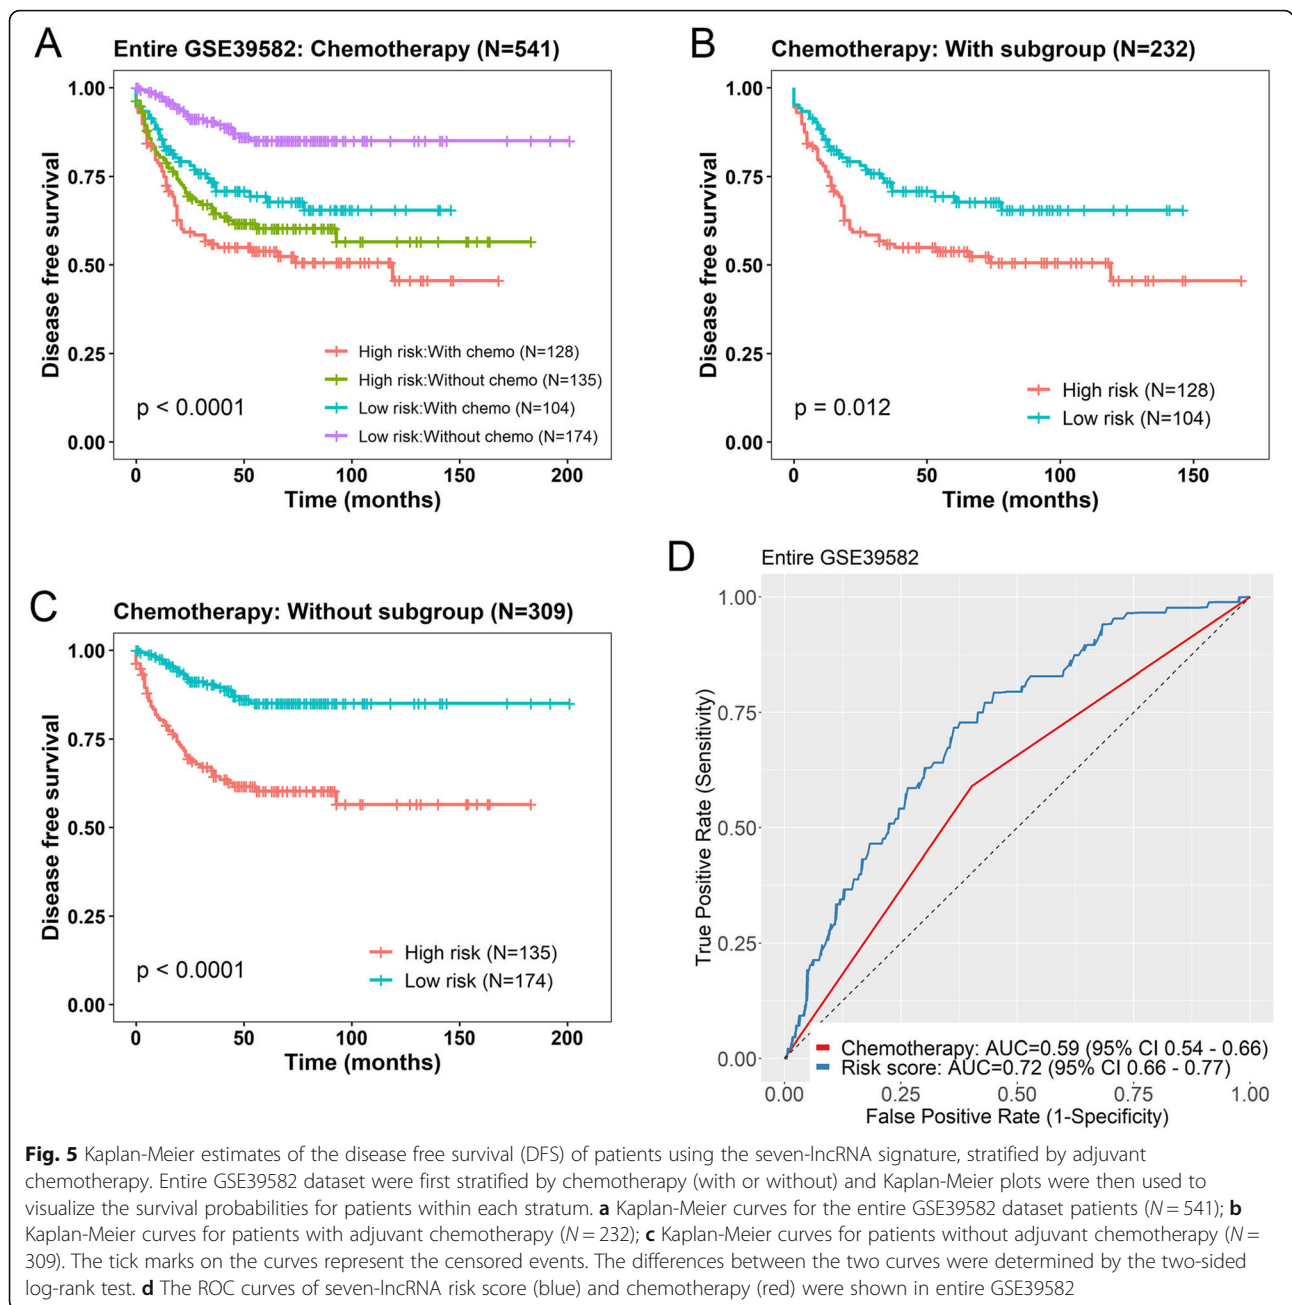 A
Entire GSE39582: Chemotherapy (N=541)
Disease free survival
1.00
0.75
0.50
0.25
0.00
p < 0.0001
High risk:With chemo (N=128)
High risk:Without chemo (N=135)
Low risk:With chemo (N=104)
Low risk:Without chemo (N=174)
0 50 100 150 200
Time (months)
B
Chemotherapy: With subgroup (N=232)
Disease free survival
1.00
0.75
0.50
0.25
0.00
p = 0.012
High risk (N=128)
Low risk (N=104)
0 50 100 150
Time (months)
C
Chemotherapy: Without subgroup (N=309)
Disease free survival
1.00
0.75
0.50
0.25
0.00
p < 0.0001
High risk (N=135)
Low risk (N=174)
0 50 100 150 200
Time (months)
D
Entire GSE39582
True Positive Rate (Sensitivity)
1.00
0.75
0.50
0.25
0.00
Chemotherapy: AUC=0.59 (95% CI 0.54 - 0.66)
Risk score: AUC=0.72 (95% CI 0.66 - 0.77)
0.00 0.25 0.50 0.75 1.00
False Positive Rate (1-Specificity)
Fig. 5 Kaplan-Meier estimates of the disease free survival (DFS) of patients using the seven-lncRNA signature, stratified by adjuvant
chemotherapy. Entire GSE39582 dataset were first stratified by chemotherapy (with or without) and Kaplan-Meier plots were then used to
visualize the survival probabilities for patients within each stratum. a Kaplan-Meier curves for the entire GSE39582 dataset patients (N = 541); b
Kaplan-Meier curves for patients with adjuvant chemotherapy (N = 232); c Kaplan-Meier curves for patients without adjuvant chemotherapy (N =
309). The tick marks on the curves represent the censored events. The differences between the two curves were determined by the two-sided
log-rank test. d The ROC curves of seven-lncRNA risk score (blue) and chemotherapy (red) were shown in entire GSE39582